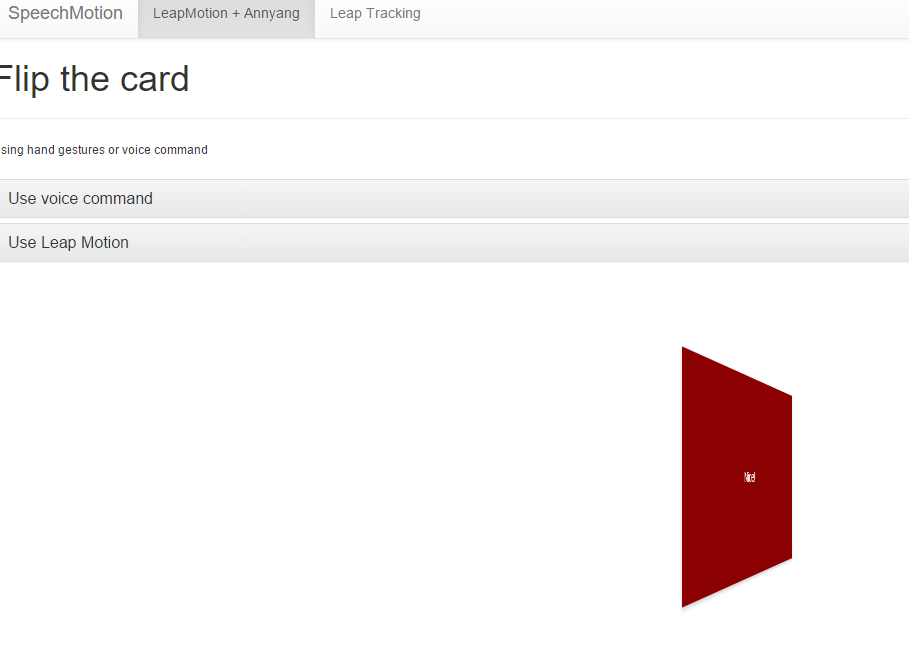 SpeechMotion LeapMotion + Annyang Leap Tracking
Flip the card
sing hand gestures or voice command
Use voice command
Use Leap Motion
Nice!